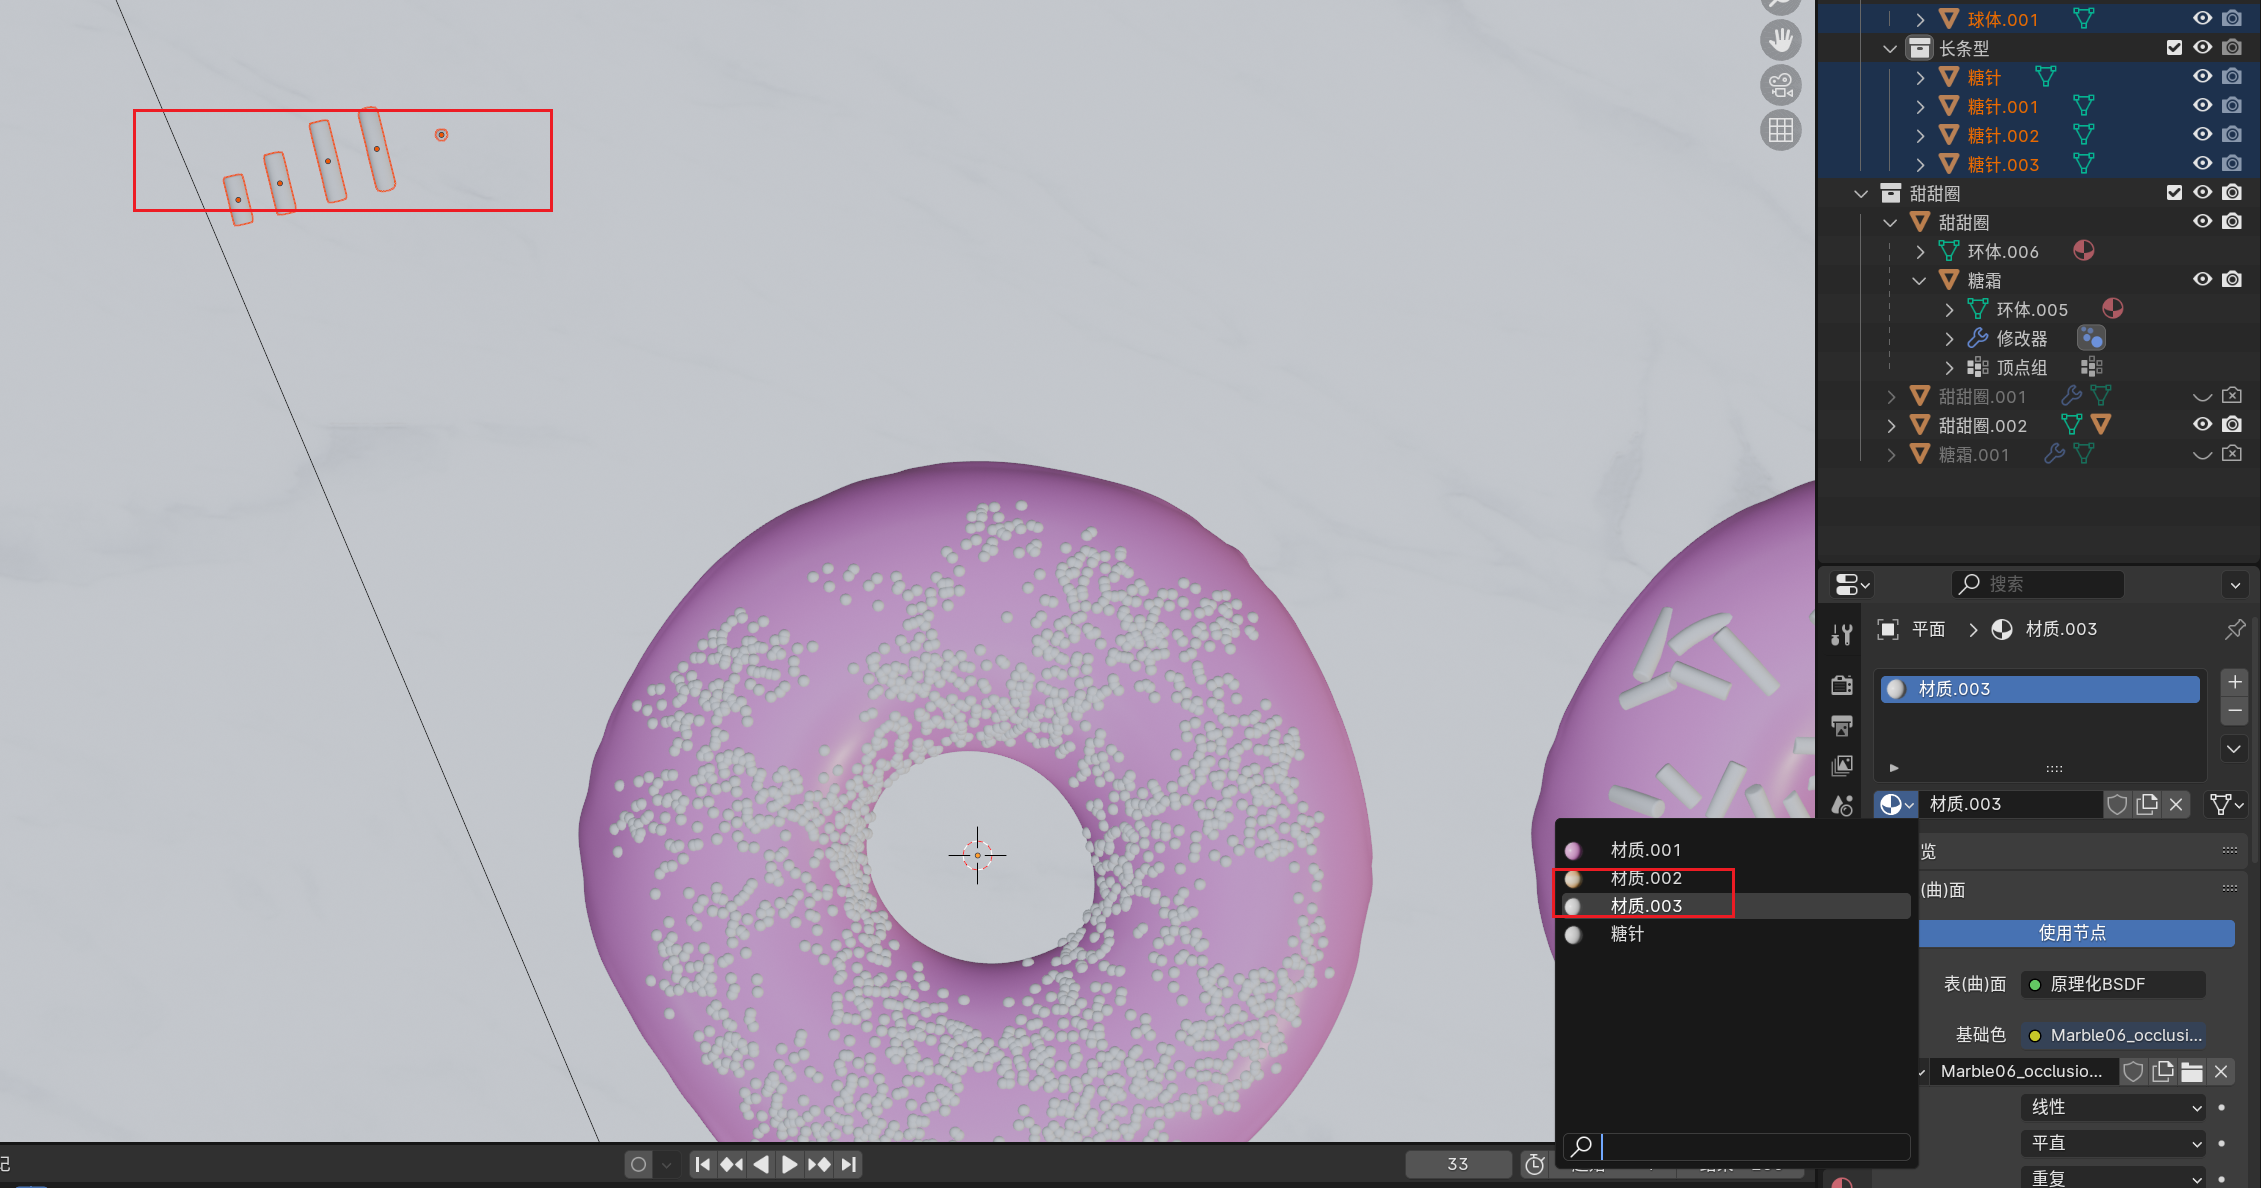 球体.001
长条型
糖针
糖针.001
糖针.002
糖针.003
甜甜圈
甜甜圈
环体.006
糖霜
环体.005
修改器
顶点组
甜甜圈.001
甜甜圈.002
糖霜.001
搜索
平面
材质.003
材质.003
材质.003
材质.001
材质.002
材质.003
糖针
览
(曲)面
使用节点
表(曲)面
原理化BSDF
基础色
Marble06_occlusi...
Marble06_occlusio...
线性
平直
重复
记
33